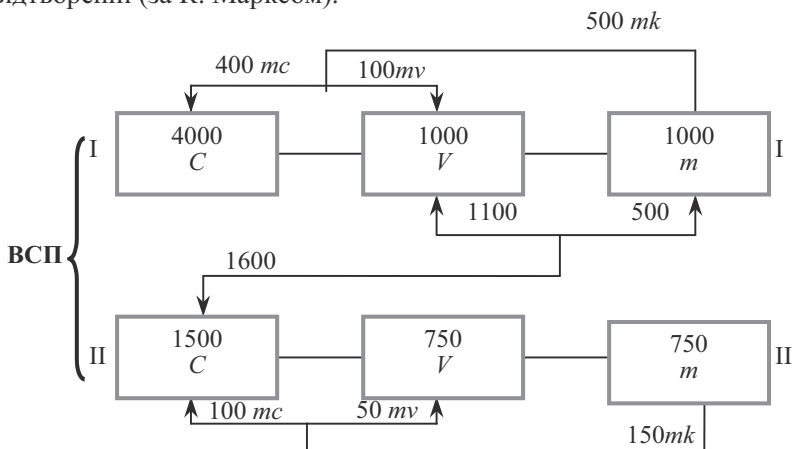 ідтворенні (за К. Марксом).
500 mk
400 mc 100mv
I 4000 1000 1000 I
C V m
1100 500
ВСП
1600
II 1500 750 750 II
C V m
100 mc 50 mv
150mk